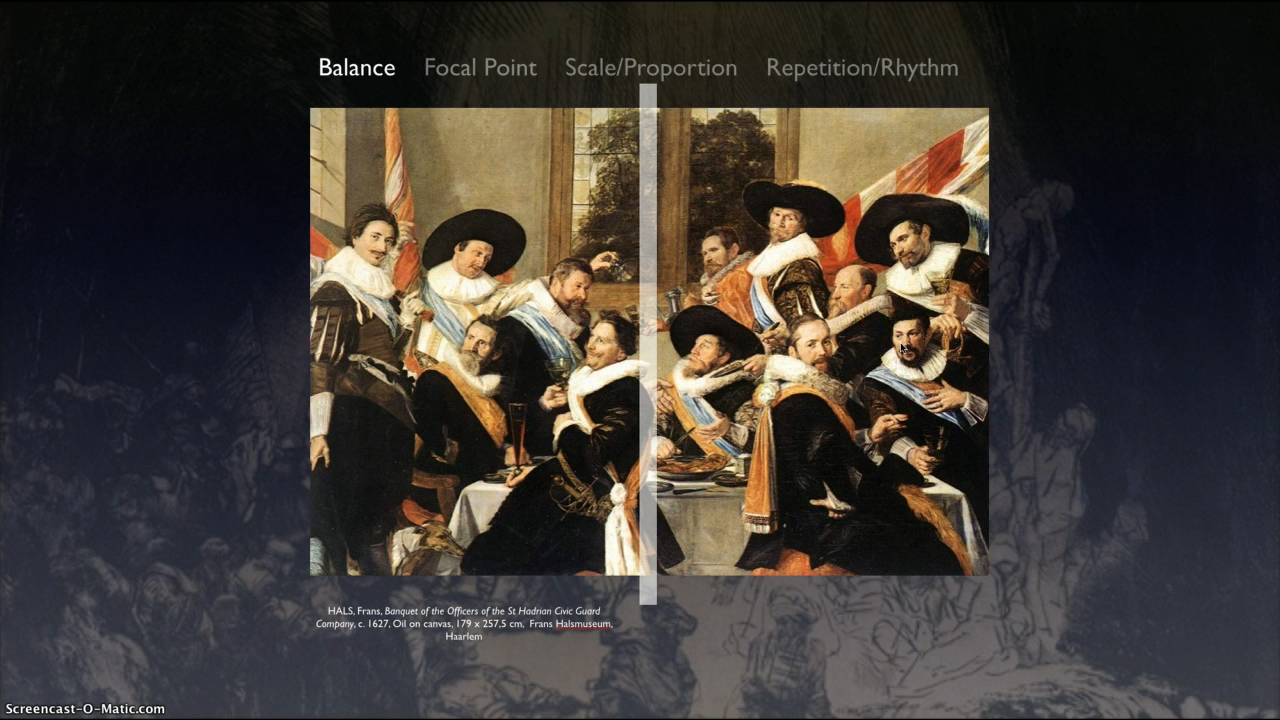 Balance Focal Point Scale/Proportion Repetition/Rhythm
HALS, Frans, Banquet of the Officers of the St Hadrian Civic Guard
Company, c. 1627, Oil on canvas, 179 x 257,5 cm, Frans Halsmuseum,
Haarlem
Screencast-O-Matic.com